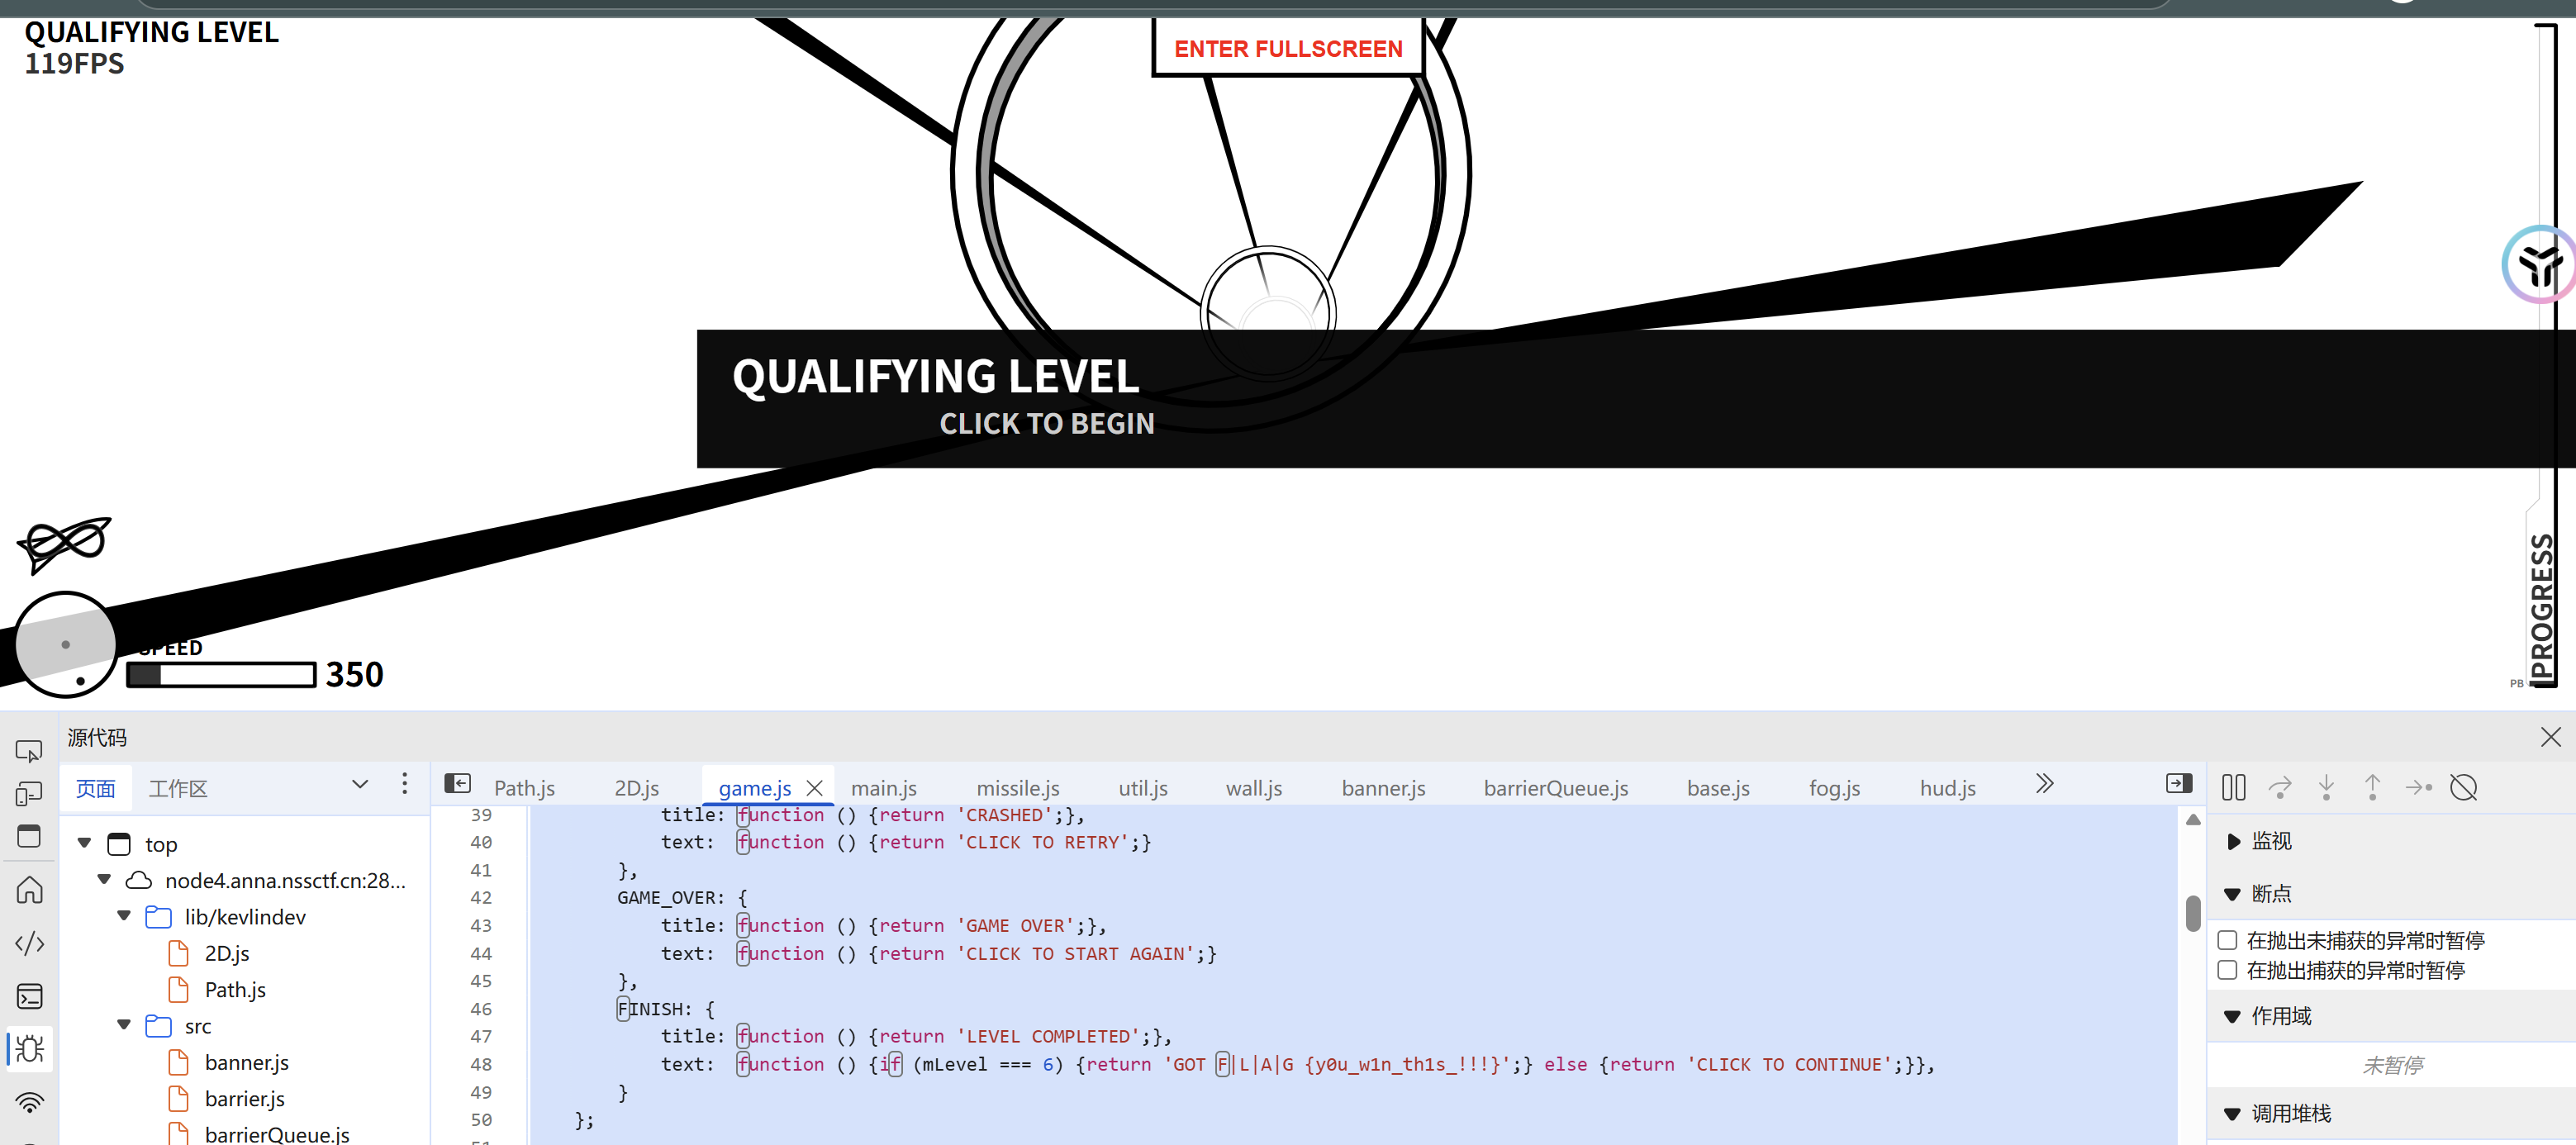 QUALIFYING LEVEL
119FPS
ENTER FULLSCREEN
QUALIFYING LEVEL
CLICK TO BEGIN
SPEED
350
PROGRESS
PB
源代码
页面 工作区
Path.js 2D.js game.js main.js missile.js util.js wall.js banner.js barrierQueue.js base.js fog.js hud.js
top
node4.anna.nssctf.cn:28...
lib/kevlindev
2D.js
Path.js
src
banner.js
barrier.js
barrierQueue.js
39 title: function () {return 'CRASHED';},
40 text: function () {return 'CLICK TO RETRY';}
41 },
42 GAME_OVER: {
43 title: function () {return 'GAME OVER';},
44 text: function () {return 'CLICK TO START AGAIN';}
45 },
46 FINISH: {
47 title: function () {return 'LEVEL COMPLETED';},
48 text: function () {if (mLevel === 6) {return 'GOT F|L|A|G {y0u_w1n_th1s_!!!}';} else {return 'CLICK TO CONTINUE';}},
49 }
50 };
监视
断点
在抛出未捕获的异常时暂停
在抛出捕获的异常时暂停
作用域
未暂停
调用堆栈